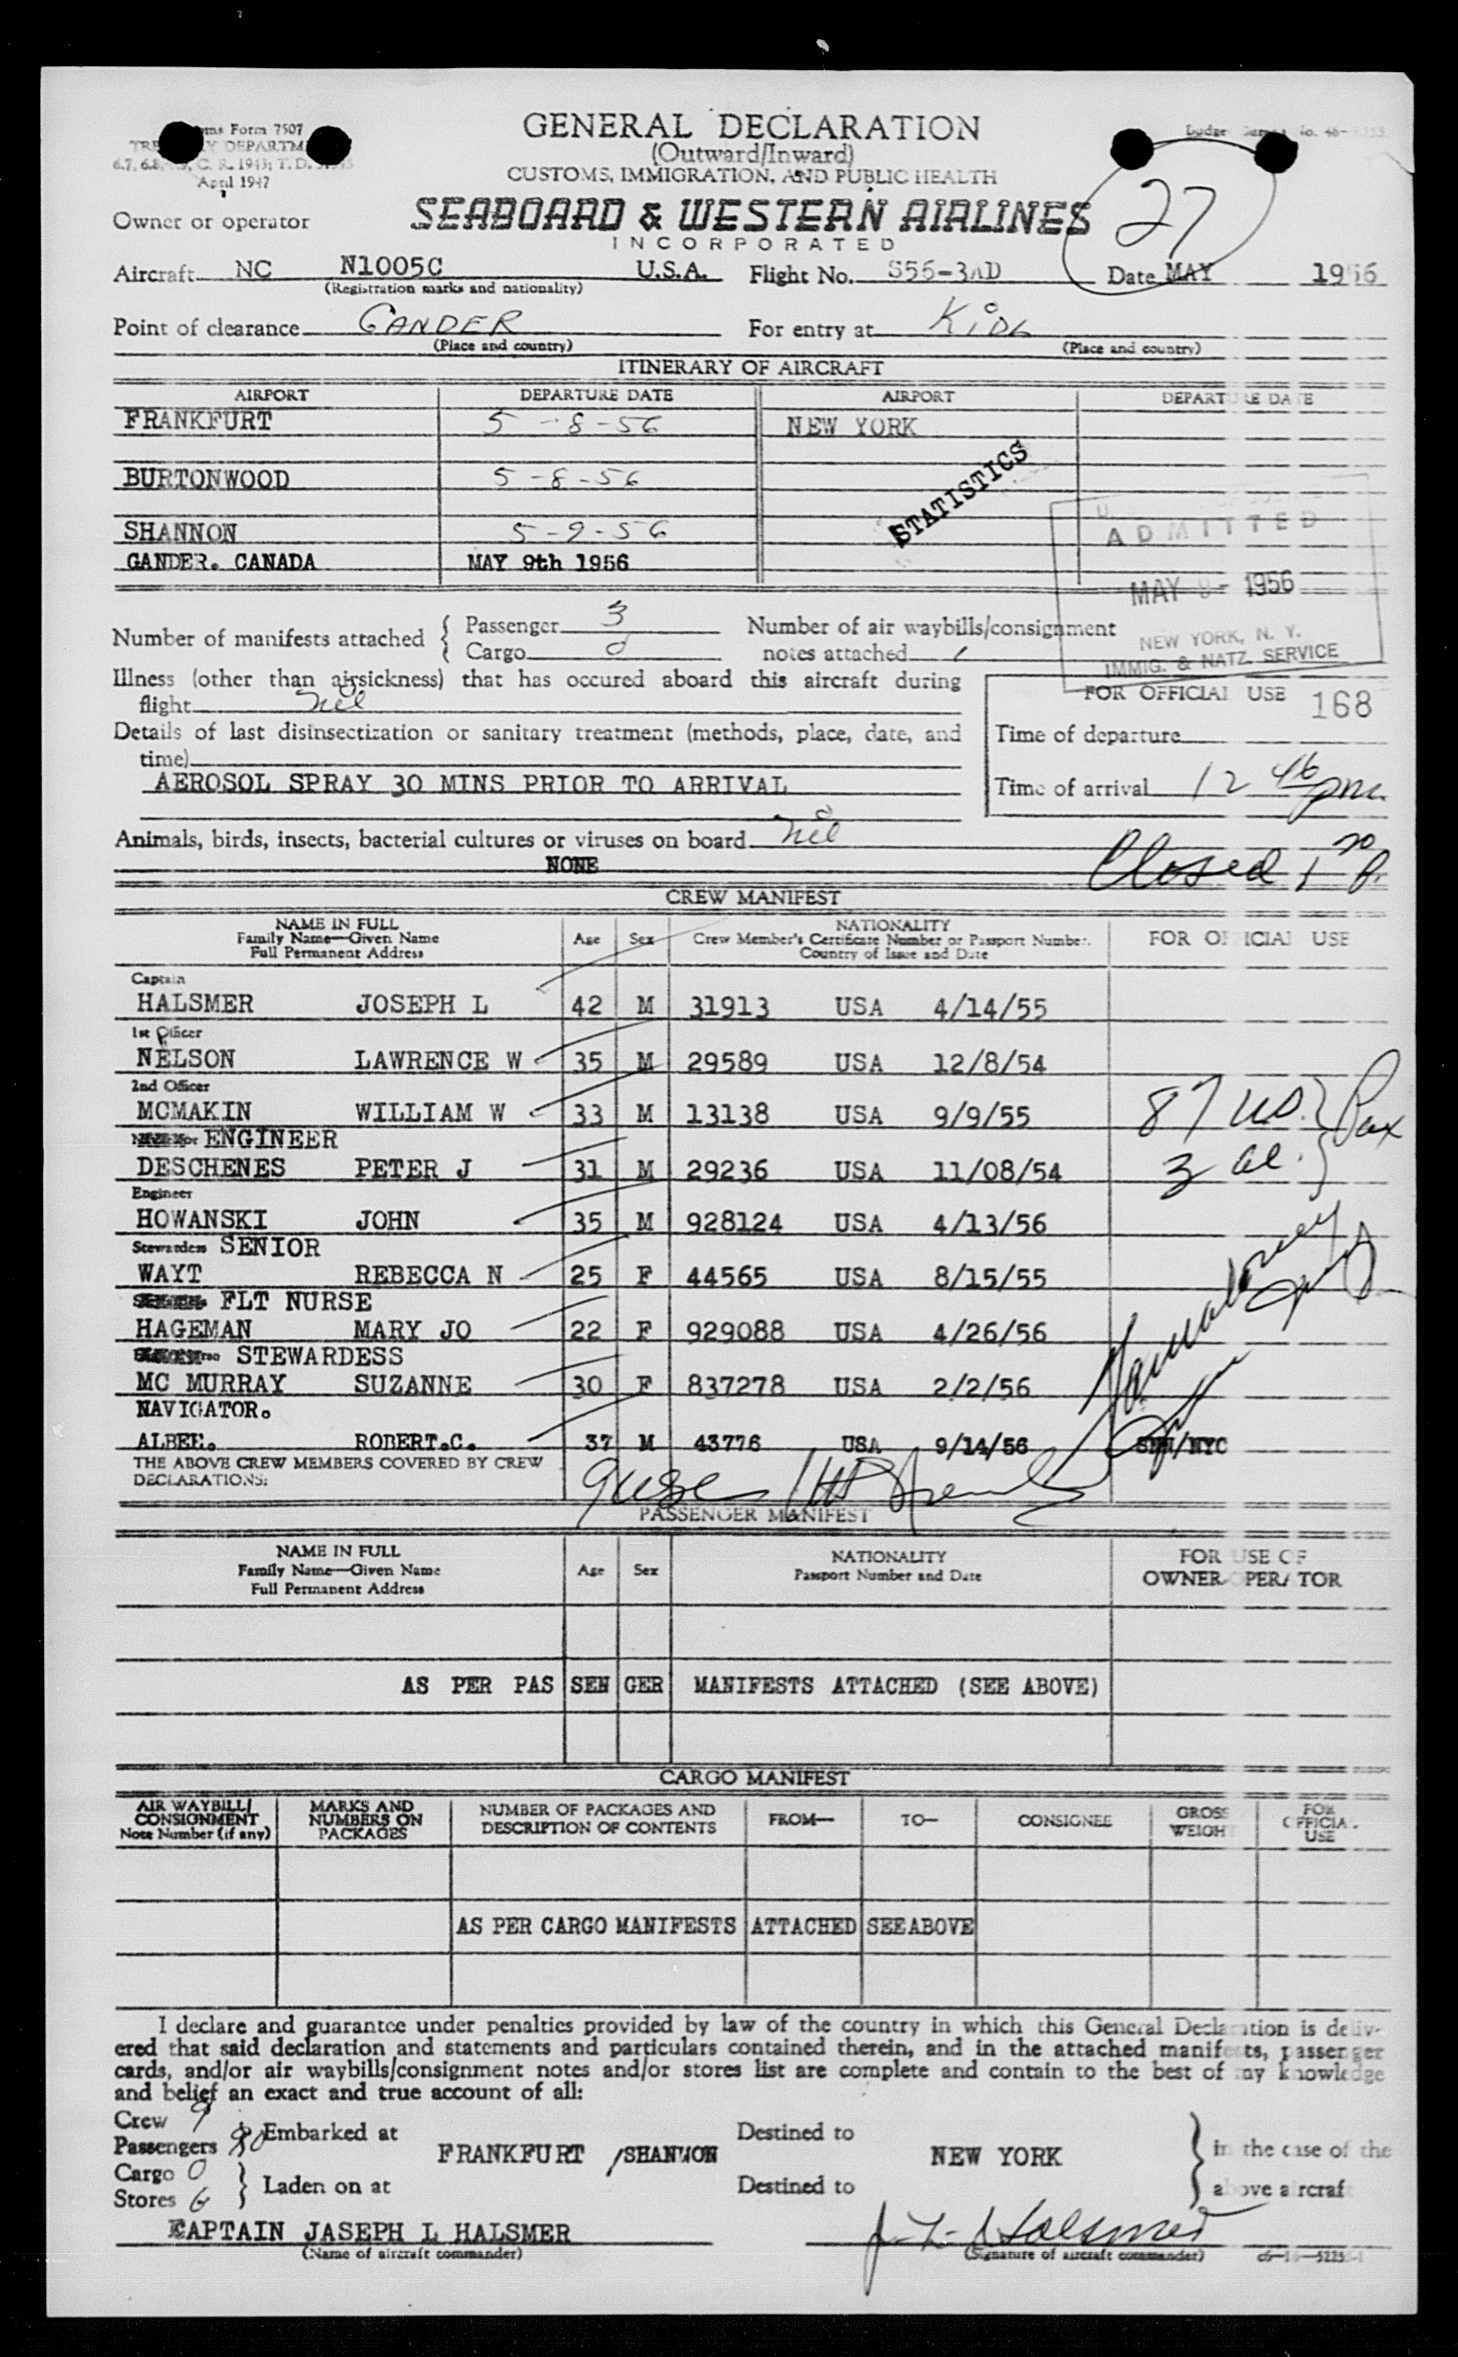 GENERAL DECLARATION
(Outward/Inward)
CUSTOMS, IMMIGRATION, AND PUBLIC HEALTH
Form 7507
April 1947
27
Owner or operator SEABOARD & WESTERN AIRLINES
INCORPORATED
Aircraft NC N1005C U.S.A. Flight No. S56-3AD Date MAY 1956
(Registration marks and nationality)
Point of clearance GANDER For entry at KIDL
(Place and country) (Place and country)
ITINERARY OF AIRCRAFT
AIRPORT DEPARTURE DATE AIRPORT DEPARTURE DATE
FRANKFURT 5-8-56 NEW YORK
BURTONWOOD 5-8-56
STATISTICS
SHANNON 5-9-56
GANDER. CANADA MAY 9th 1956
ADMITTED
MAY 9 - 1956
NEW YORK, N. Y.
IMMIG. & NATZ. SERVICE
168
Number of manifests attached { Passenger 3 Number of air waybills/consignment
Cargo notes attached
Illness (other than airsickness) that has occured aboard this aircraft during
flight nil
FOR OFFICIAL USE
Details of last disinsectization or sanitary treatment (methods, place, date, and
time)
Time of departure
AEROSOL SPRAY 30 MINS PRIOR TO ARRIVAL
Time of arrival 12 46 pm.
Animals, birds, insects, bacterial cultures or viruses on board nil
NONE
Closed 1
CREW MANIFEST
NAME IN FULL Age Sex NATIONALITY FOR OFFICIAL USE
Family Name—Given Name Crew Member's Certificate Number or Passport Number.
Full Permanent Address Country of Issue and Date
Captain
HALSMER JOSEPH L 42 M 31913 USA 4/14/55
1st Officer
NELSON LAWRENCE W 35 M 29589 USA 12/8/54
2nd Officer
MCMAKIN WILLIAM W 33 M 13138 USA 9/9/55
87 US. } Pax
ENGINEER
DESCHENES PETER J 31 M 29236 USA 11/08/54
3 al.
Engineer
HOWANSKI JOHN 35 M 928124 USA 4/13/56
Stewardess SENIOR
WAYT REBECCA N 25 F 44565 USA 8/15/55
FLT NURSE
HAGEMAN MARY JO 22 F 929088 USA 4/26/56
STEWARDESS
MC MURRAY SUZANNE 30 F 837278 USA 2/2/56
NAVIGATOR.
ALBEE. ROBERT.C. 37 M 43776 USA 9/14/56
THE ABOVE CREW MEMBERS COVERED BY CREW
DECLARATIONS:
PASSENGER MANIFEST
NAME IN FULL Age Sex NATIONALITY FOR USE OF
Family Name—Given Name Passport Number and Date OWNER-OPERATOR
Full Permanent Address
AS PER PASSENGER MANIFESTS ATTACHED (SEE ABOVE)
CARGO MANIFEST
AIR WAYBILL/ MARKS AND NUMBER OF PACKAGES AND FROM— TO— CONSIGNEE GROSS FOR
CONSIGNMENT NUMBERS ON DESCRIPTION OF CONTENTS WEIGHT OFFICIAL
Note Number (if any) PACKAGES USE
AS PER CARGO MANIFESTS ATTACHED SEEABOVE
I declare and guarantee under penalties provided by law of the country in which this General Declaration is deliv-
ered that said declaration and statements and particulars contained therein, and in the attached manifests, passenger
cards, and/or air waybills/consignment notes and/or stores list are complete and contain to the best of my knowledge
and belief an exact and true account of all:
Crew 9
Passengers 90 Embarked at FRANKFURT /SHANNON Destined to NEW YORK in the case of the
Cargo 0
Stores Laden on at Destined to above aircraft
CAPTAIN JASEPH L HALSMER J. L. Halsmer
(Name of aircraft commander) (Signature of aircraft commander)